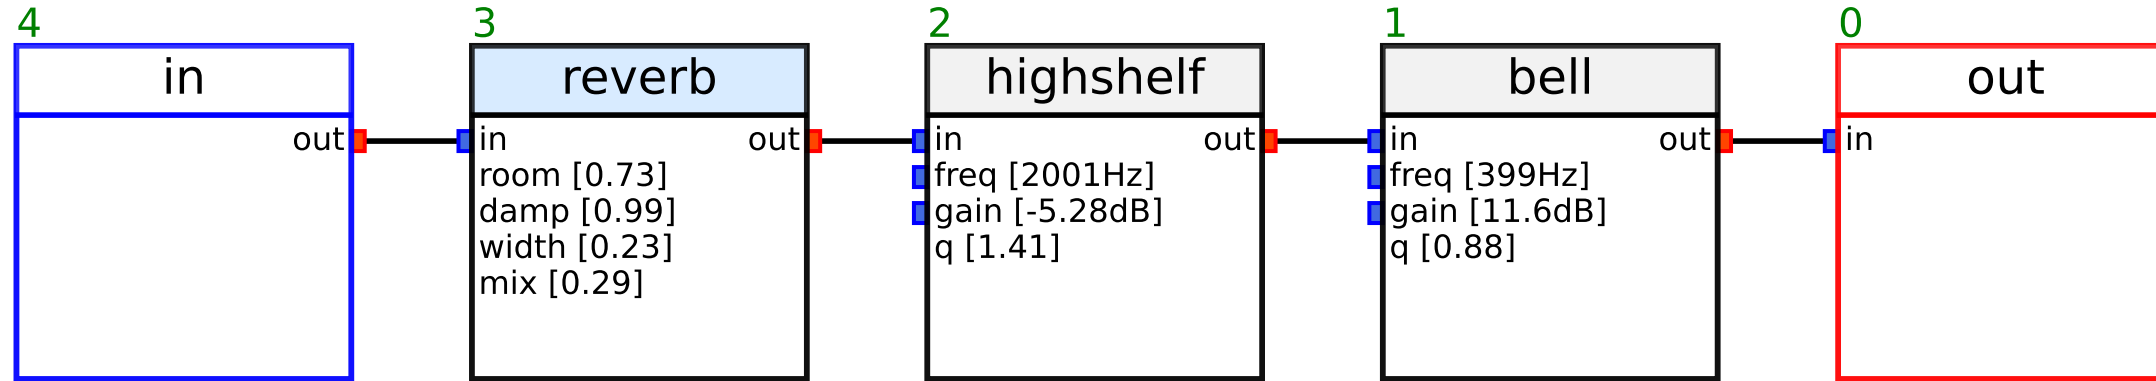 4
in
out
3
reverb
in out
room [0.73]
damp [0.99]
width [0.23]
mix [0.29]
2
highshelf
in out
freq [2001Hz]
gain [-5.28dB]
q [1.41]
1
bell
in out
freq [399Hz]
gain [11.6dB]
q [0.88]
0
out
in